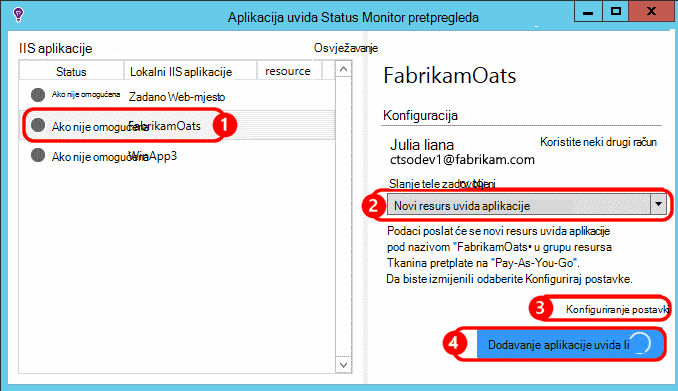 Aplikacija uvida Status Monitor pretpregleda
IIS aplikacije
Osvježavanje
Status
Lokalni IIS aplikacije
resource
Ako nije omogućena
Zadano Web-mjesto
Ako nije omogućena
FabrikamOats
1
Ako nije omogućena
WinApp3
FabrikamOats
Konfiguracija
Julia liana
Koristite neki drugi račun
ctsodev1@fabrikam.com
Slanje tele
2
Novi resurs uvida aplikacije
Podaci poslat će se novi resurs uvida aplikacije
pod nazivom "FabrikamOats• u grupu resursa
Tkanina pretplate na "Pay-As-You-Go".
Da biste izmijenili odaberite Konfiguriraj postavke.
3
Konfiguriranje postavki
4
Dodavanje aplikacije uvida li